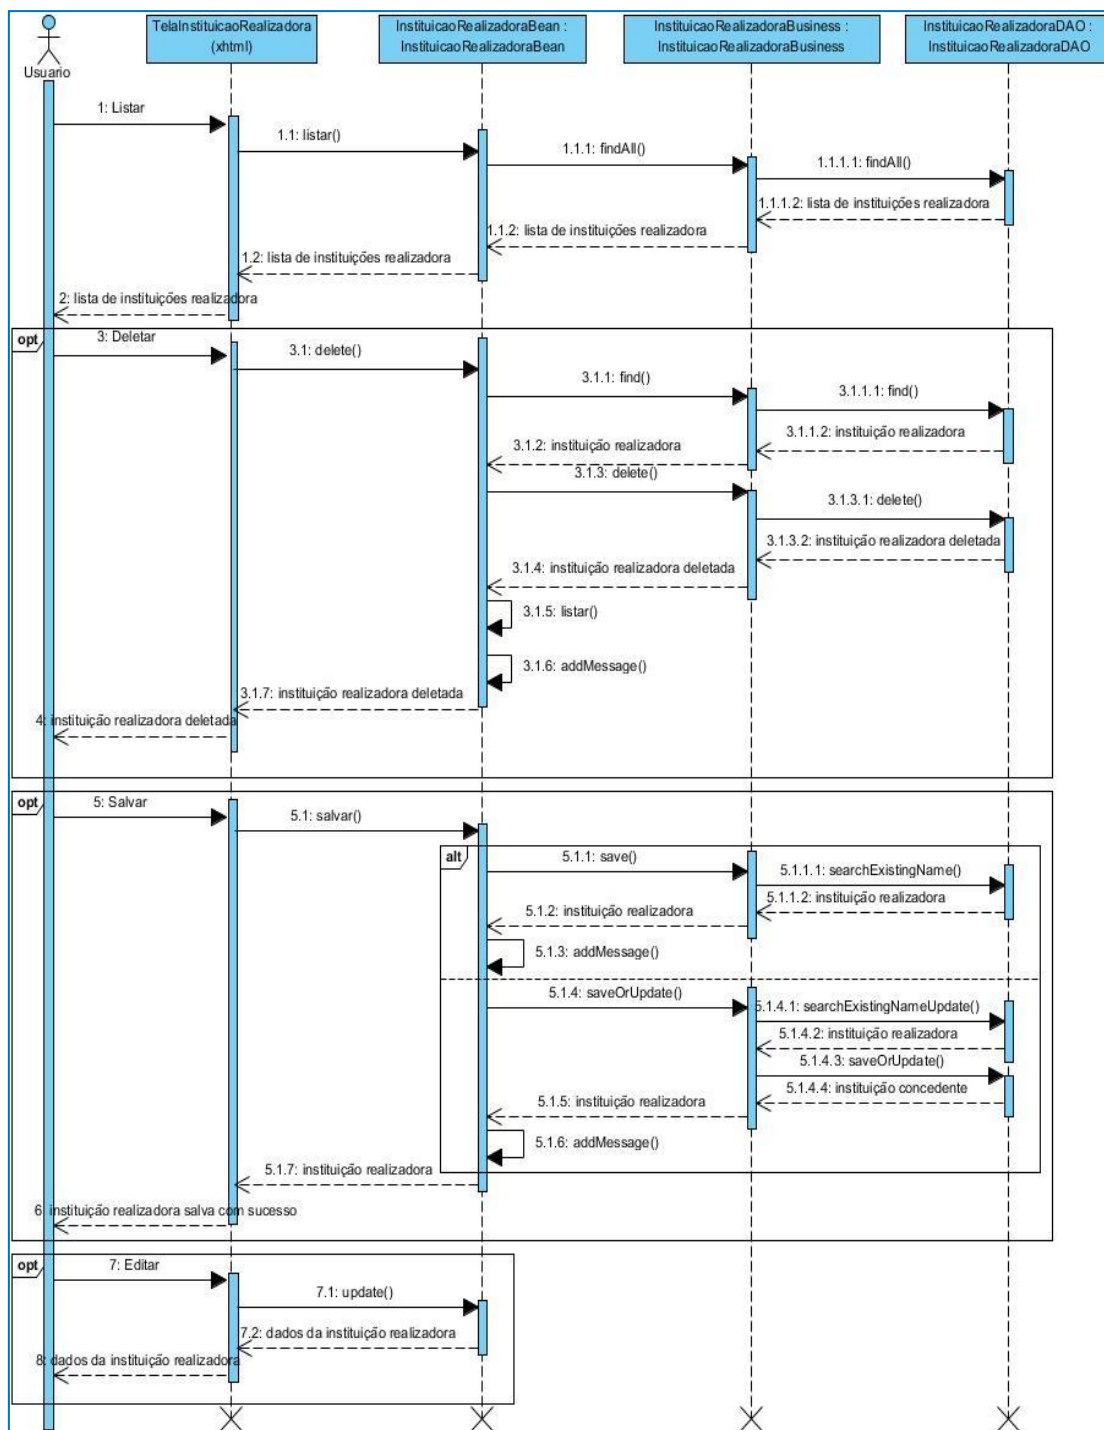 TelaInstituicaoRealizadora
(xhtml)
InstituicaoRealizadoraBean :
InstituicaoRealizadoraBean
InstituicaoRealizadoraBusiness :
InstituicaoRealizadoraBusiness
InstituicaoRealizadoraDAO :
InstituicaoRealizadoraDAO
Usuario
1: Listar
1.1: listar()
1.1.1: findAll()
1.1.1.1: findAll()
1.1.1.2: lista de instituições realizadora
1.1.2: lista de instituições realizadora
1.2: lista de instituições realizadora
2: lista de instituições realizadora
opt
3: Deletar
3.1: delete()
3.1.1: find()
3.1.1.1: find()
3.1.1.2: instituição realizadora
3.1.2: instituição realizadora
3.1.3: delete()
3.1.3.1: delete()
3.1.3.2: instituição realizadora deletada
3.1.4: instituição realizadora deletada
3.1.5: listar()
3.1.6: addMessage()
3.1.7: instituição realizadora deletada
4: instituição realizadora deletada
opt
5: Salvar
5.1: salvar()
alt
5.1.1: save()
5.1.1.1: searchExistingName()
5.1.1.2: instituição realizadora
5.1.2: instituição realizadora
5.1.3: addMessage()
5.1.4: saveOrUpdate()
5.1.4.1: searchExistingNameUpdate()
5.1.4.2: instituição realizadora
5.1.4.3: saveOrUpdate()
5.1.4.4: instituição concedente
5.1.5: instituição realizadora
5.1.6: addMessage()
5.1.7: instituição realizadora
6: instituição realizadora salva com sucesso
opt
7: Editar
7.1: update()
7.2: dados da instituição realizadora
8: dados da instituição realizadora